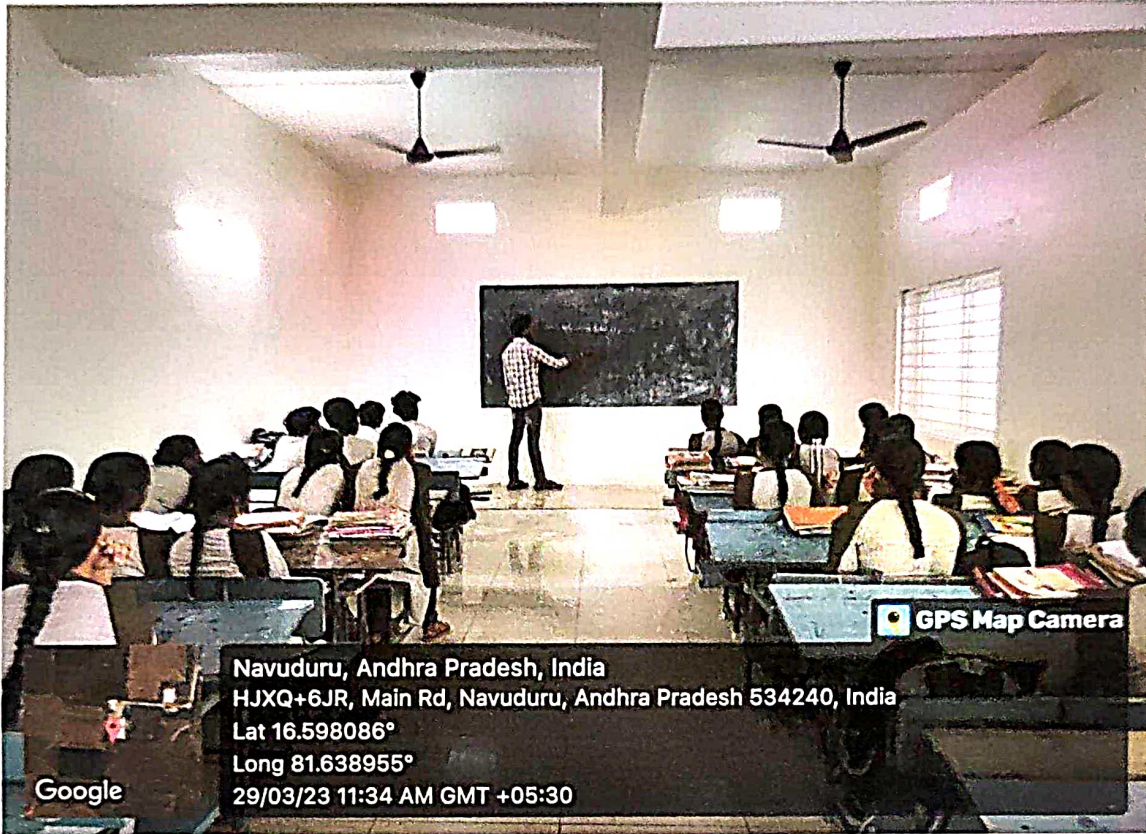 GPS Map Camera
Navuduru, Andhra Pradesh, India
HJXQ+6JR, Main Rd, Navuduru, Andhra Pradesh 534240, India
Lat 16.598086°
Long 81.638955°
29/03/23 11:34 AM GMT +05:30
Google